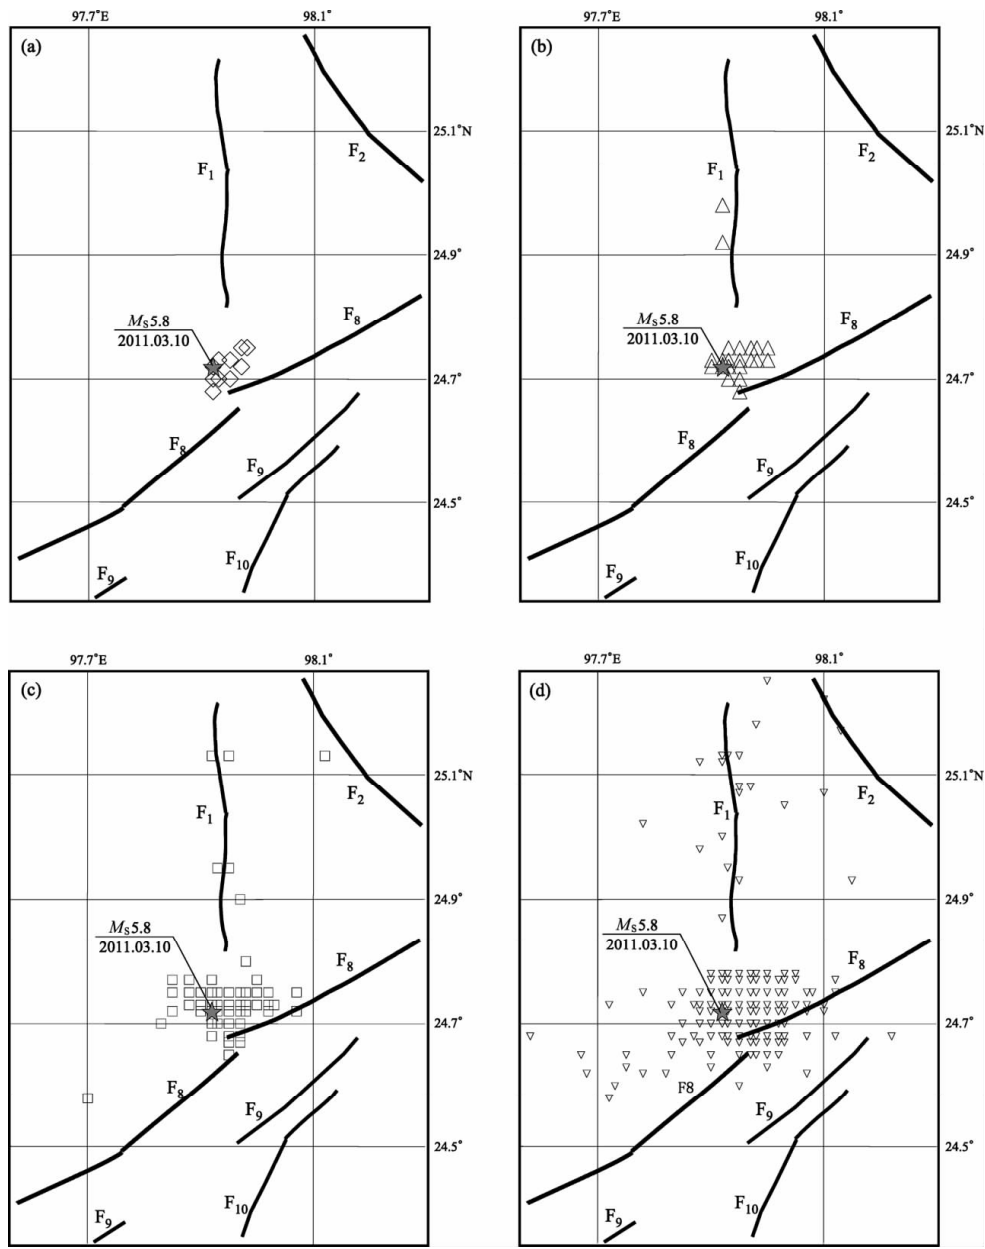 97.7°E 98.1°
(a)
25.1°N
F2
F1
24.9°
F8
MS5.8
2011.03.10
24.7°
F8
F9
24.5°
F10
F9
97.7°E 98.1°
(b)
25.1°N
F2
F1
24.9°
F8
MS5.8
2011.03.10
24.7°
F8
F9
24.5°
F10
F9
97.7°E 98.1°
(c)
25.1°N
F2
F1
24.9°
MS5.8
2011.03.10
F8
24.7°
F8
F9
24.5°
F10
F9
97.7°E 98.1°
(d)
25.1°N
F2
F1
24.9°
MS5.8
2011.03.10
F8
24.7°
F8
F9
24.5°
F10
F9